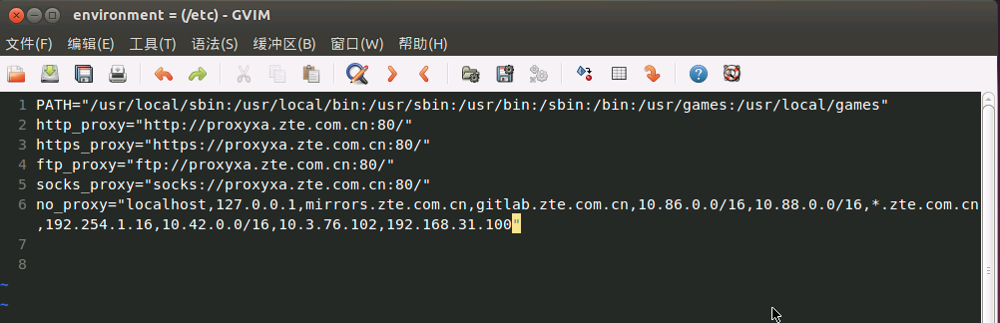 environment = (/etc) - GVIM
文件(F) 编辑(E) 工具(T) 语法(S) 缓冲区(B) 窗口(W) 帮助(H)
1 PATH="/usr/local/sbin:/usr/local/bin:/usr/sbin:/usr/bin:/sbin:/bin:/usr/games:/usr/local/games"
2 http_proxy="http://proxyxa.zte.com.cn:80/"
3 https_proxy="https://proxyxa.zte.com.cn:80/"
4 ftp_proxy="ftp://proxyxa.zte.com.cn:80/"
5 socks_proxy="socks://proxyxa.zte.com.cn:80/"
6 no_proxy="localhost,127.0.0.1,mirrors.zte.com.cn,gitlab.zte.com.cn,10.86.0.0/16,10.88.0.0/16,*.zte.com.cn
,192.254.1.16,10.42.0.0/16,10.3.76.102,192.168.31.100"
7
8
~
~